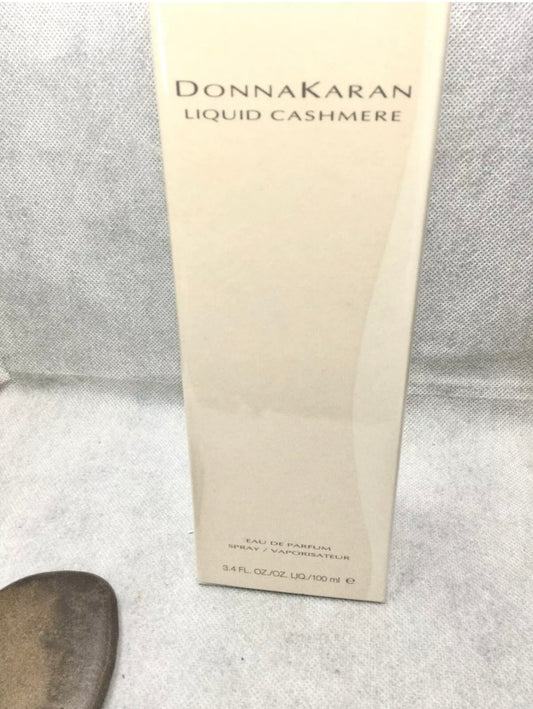 DONNAKARAN
LIQUID CASHMERE
EAU DE PARFUM
SPRAY / VAPORISATEUR
3.4 FL. OZ./OZ. LIQ./100 ml ℮